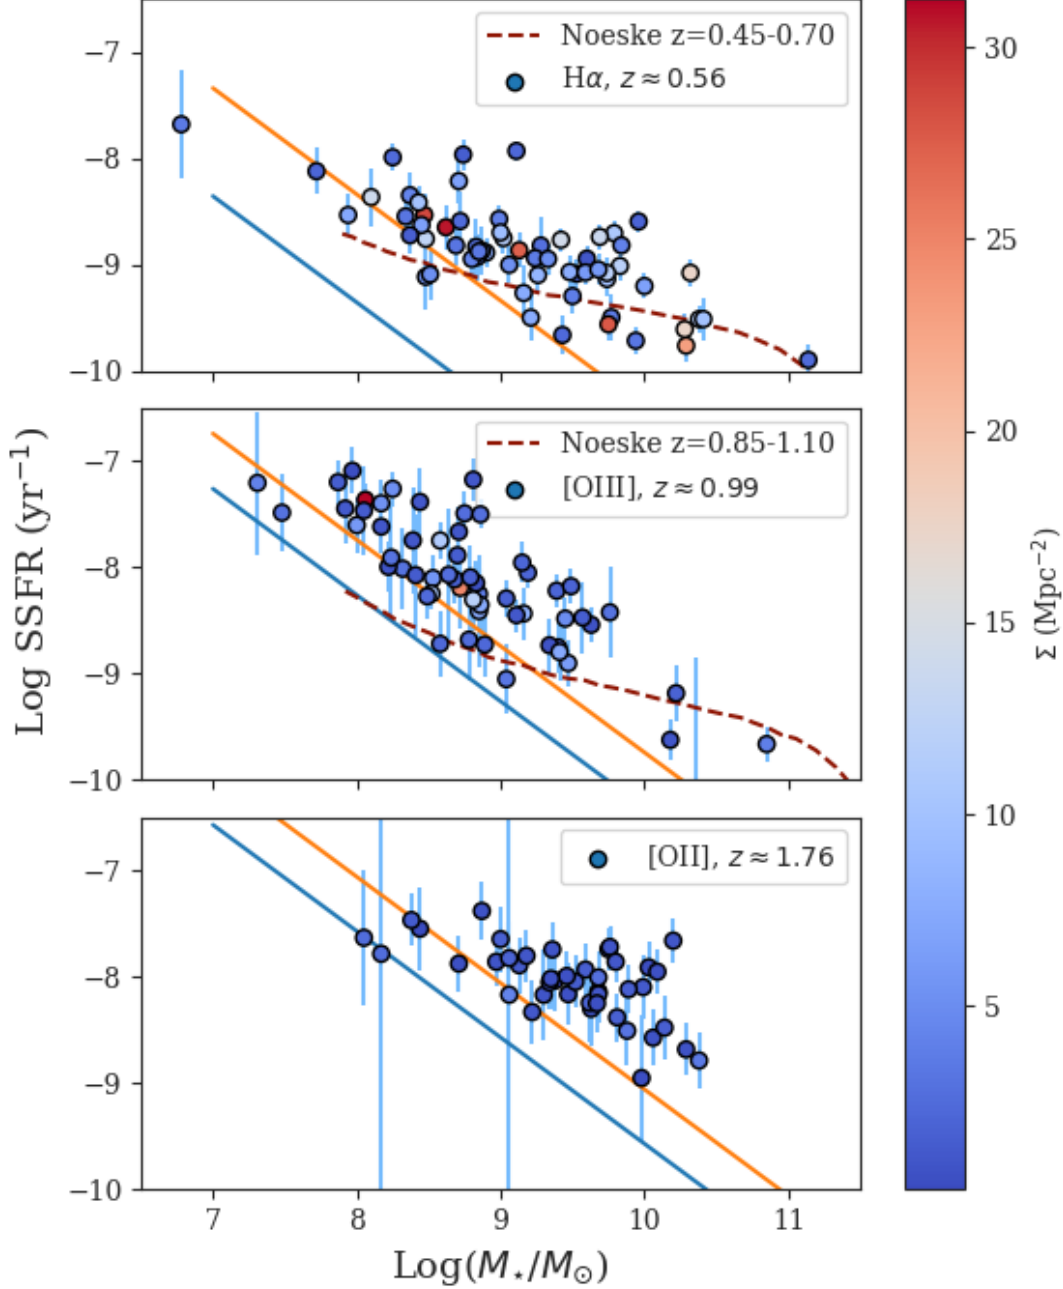 Noeske z=0.45-0.70
Hα, z ≈ 0.56
−7
−8
−9
−10
Noeske z=0.85-1.10
[OIII], z ≈ 0.99
−7
−8
−9
−10
[OII], z ≈ 1.76
−7
−8
−9
−10
7 8 9 10 11
Log(M⋆/M⊙)
Log SSFR (yr⁻¹)
30
25
20
15
10
5
Σ (Mpc⁻²)